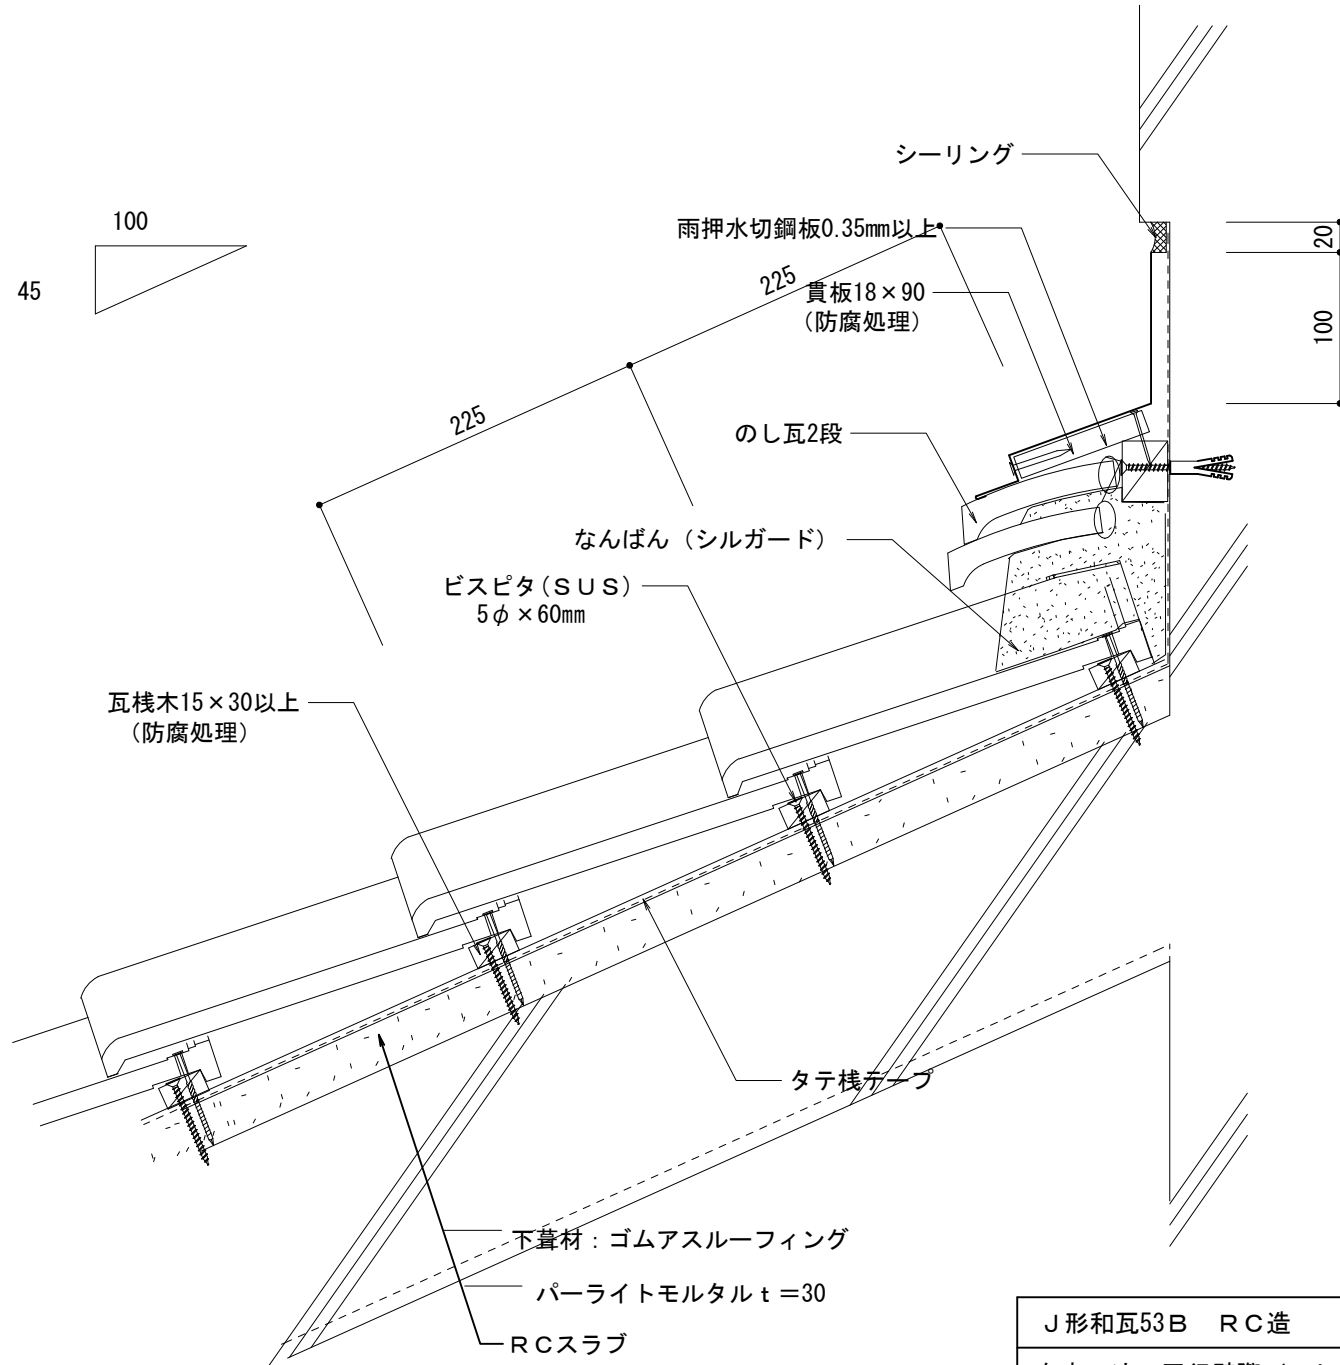 シーリング
100
雨押水切鋼板0.35mm以上
20
45
225
貫板18×90
(防腐処理)
100
225
のし瓦2段
なんばん（シルガード）
ビスピタ(ＳＵＳ)
5φ×60mm
瓦桟木15×30以上
(防腐処理)
タテ桟テープ
下葺材：ゴムアスルーフィング
パーライトモルタルｔ＝30
ＲＣスラブ
Ｊ形和瓦53Ｂ　ＲＣ造